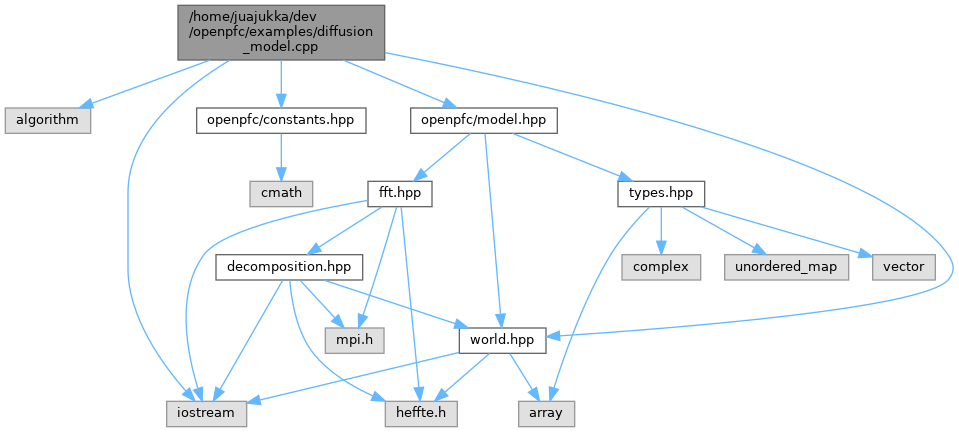 /home/juajukka/dev
/openpfc/examples/diffusion
_model.cpp
algorithm
openpfc/constants.hpp
openpfc/model.hpp
cmath
fft.hpp
types.hpp
decomposition.hpp
complex
unordered_map
vector
mpi.h
world.hpp
iostream
heffte.h
array